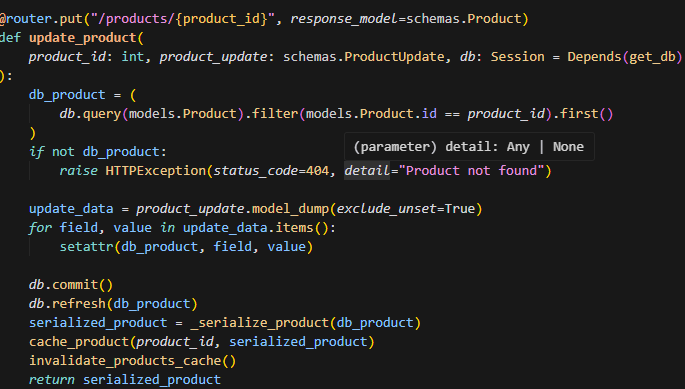 @router.put("/products/{product_id}", response_model=schemas.Product)
def update_product(
    product_id: int, product_update: schemas.ProductUpdate, db: Session = Depends(get_db)
):
    db_product = (
        db.query(models.Product).filter(models.Product.id == product_id).first()
    )
(parameter) detail: Any | None
    if not db_product:
        raise HTTPException(status_code=404, detail="Product not found")
    update_data = product_update.model_dump(exclude_unset=True)
    for field, value in update_data.items():
        setattr(db_product, field, value)
    db.commit()
    db.refresh(db_product)
    serialized_product = _serialize_product(db_product)
    cache_product(product_id, serialized_product)
    invalidate_products_cache()
    return serialized_product